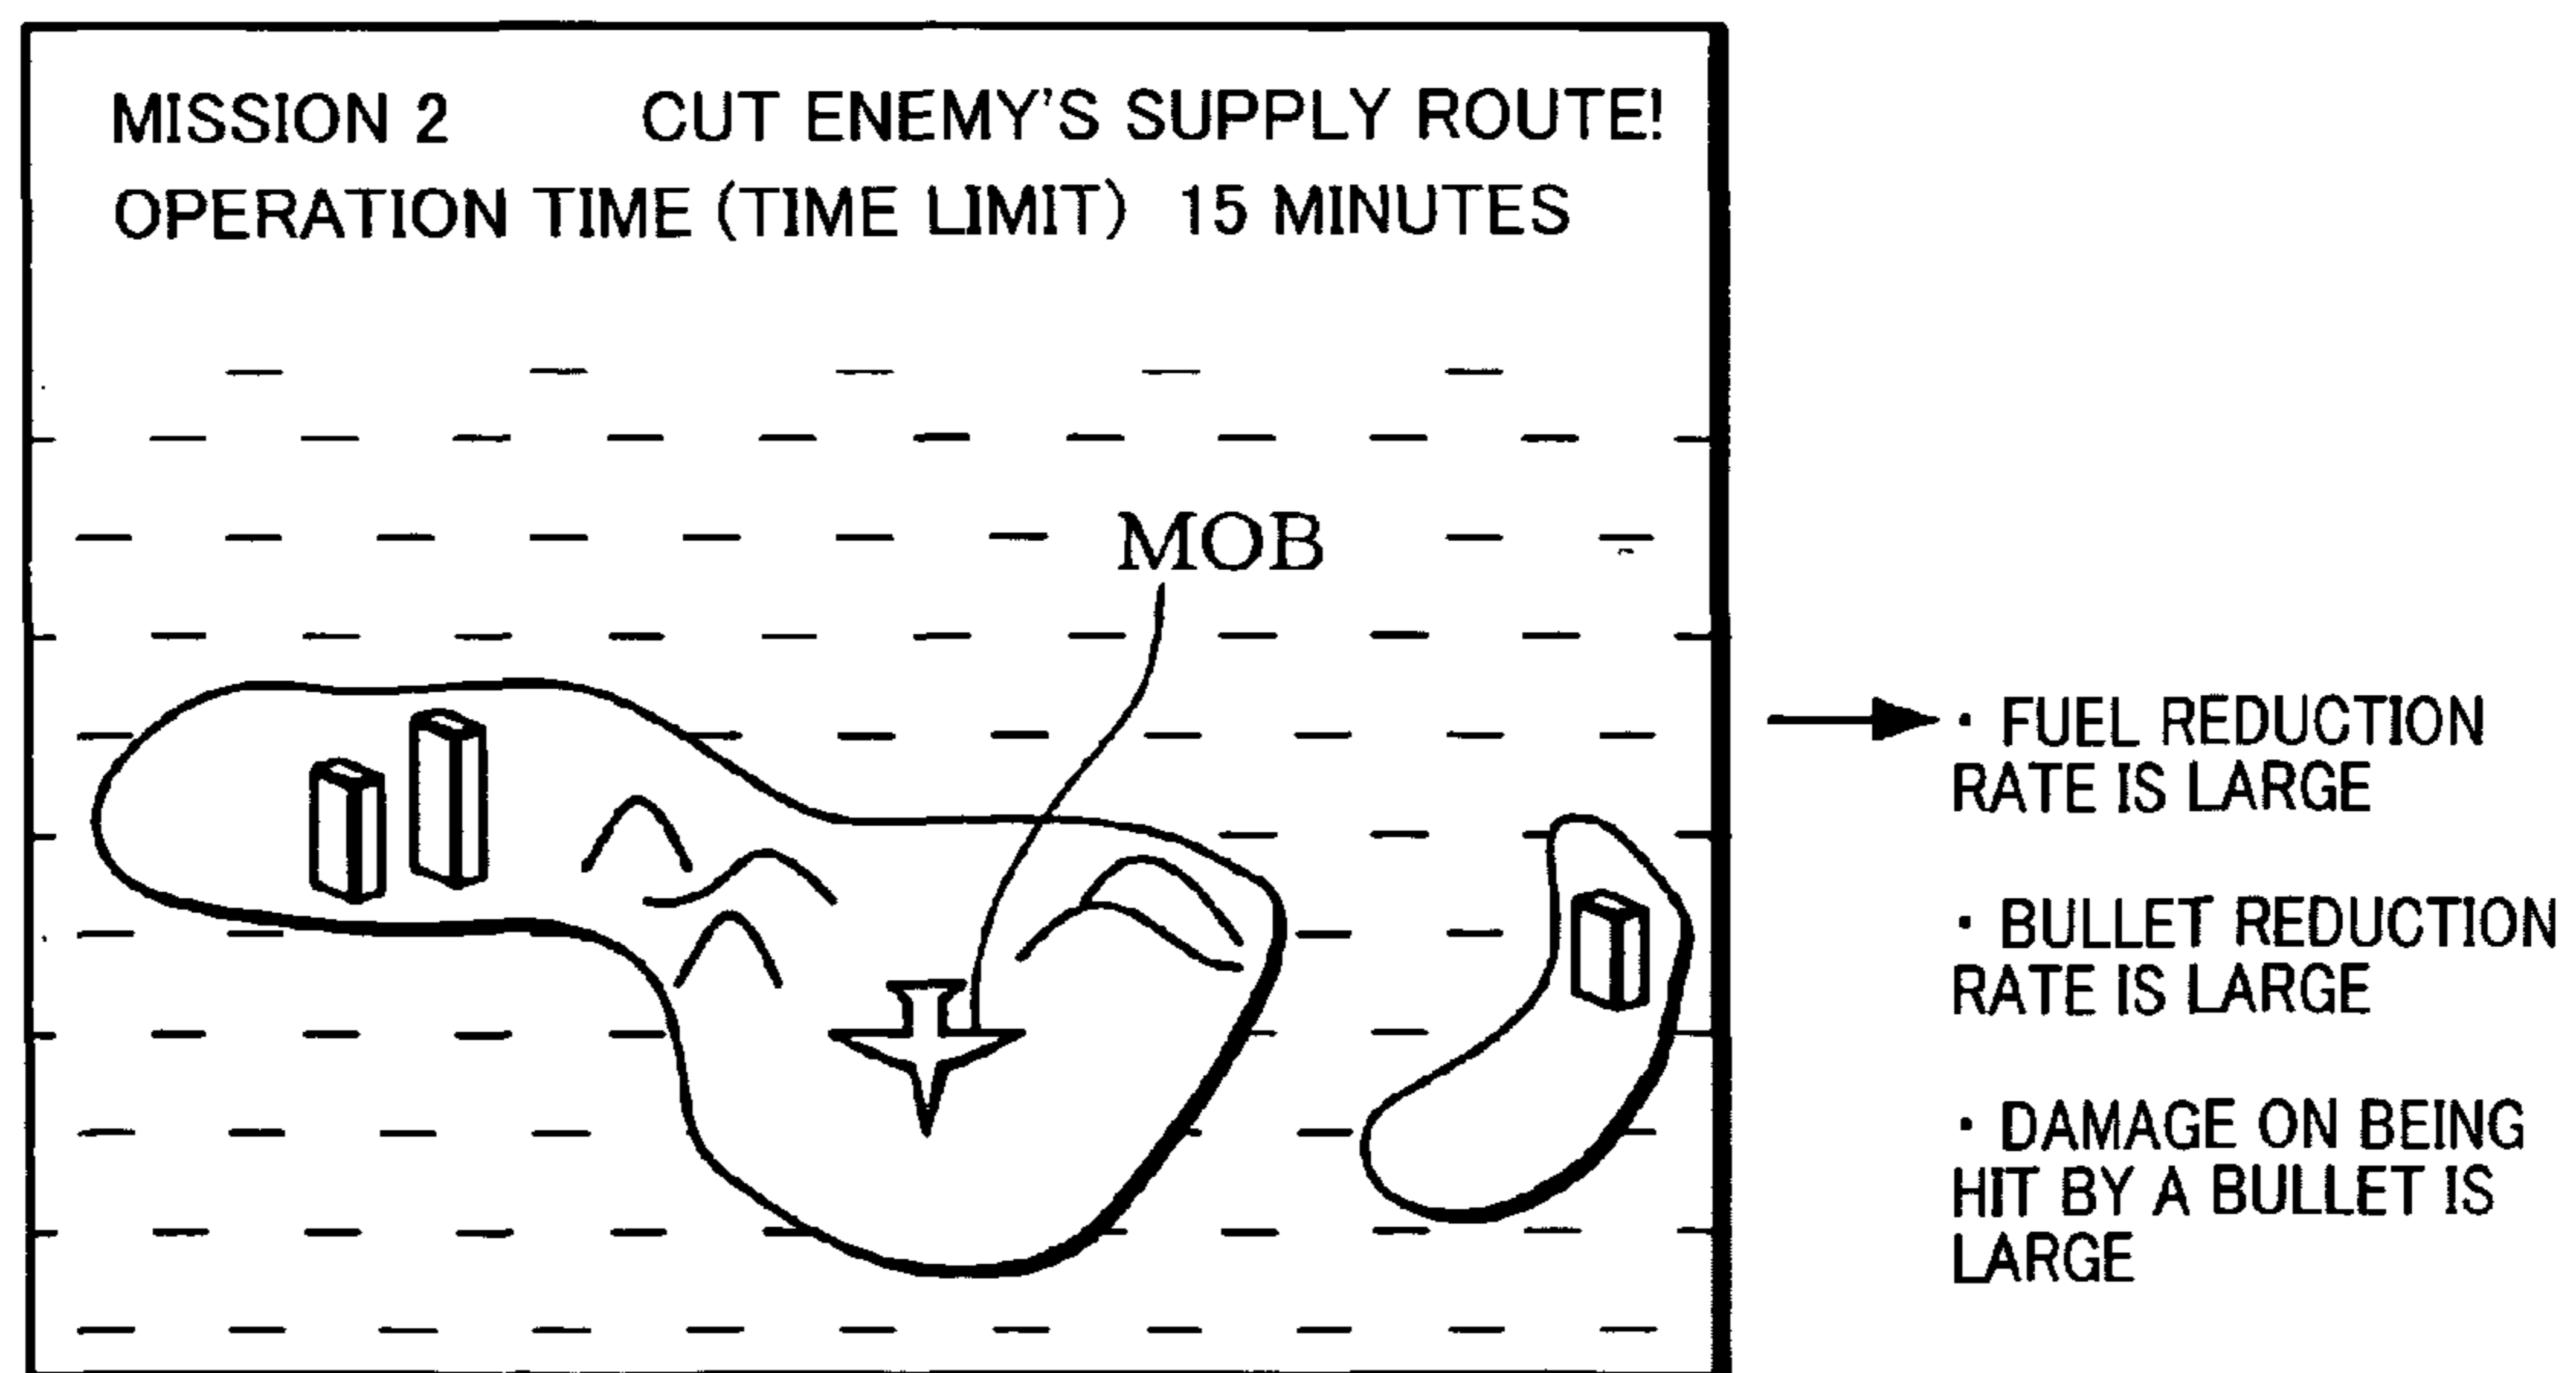 MISSION 2 CUT ENEMY'S SUPPLY ROUTE!
OPERATION TIME (TIME LIMIT) 15 MINUTES
MOB
· FUEL REDUCTION
RATE IS LARGE
· BULLET REDUCTION
RATE IS LARGE
· DAMAGE ON BEING
HIT BY A BULLET IS
LARGE